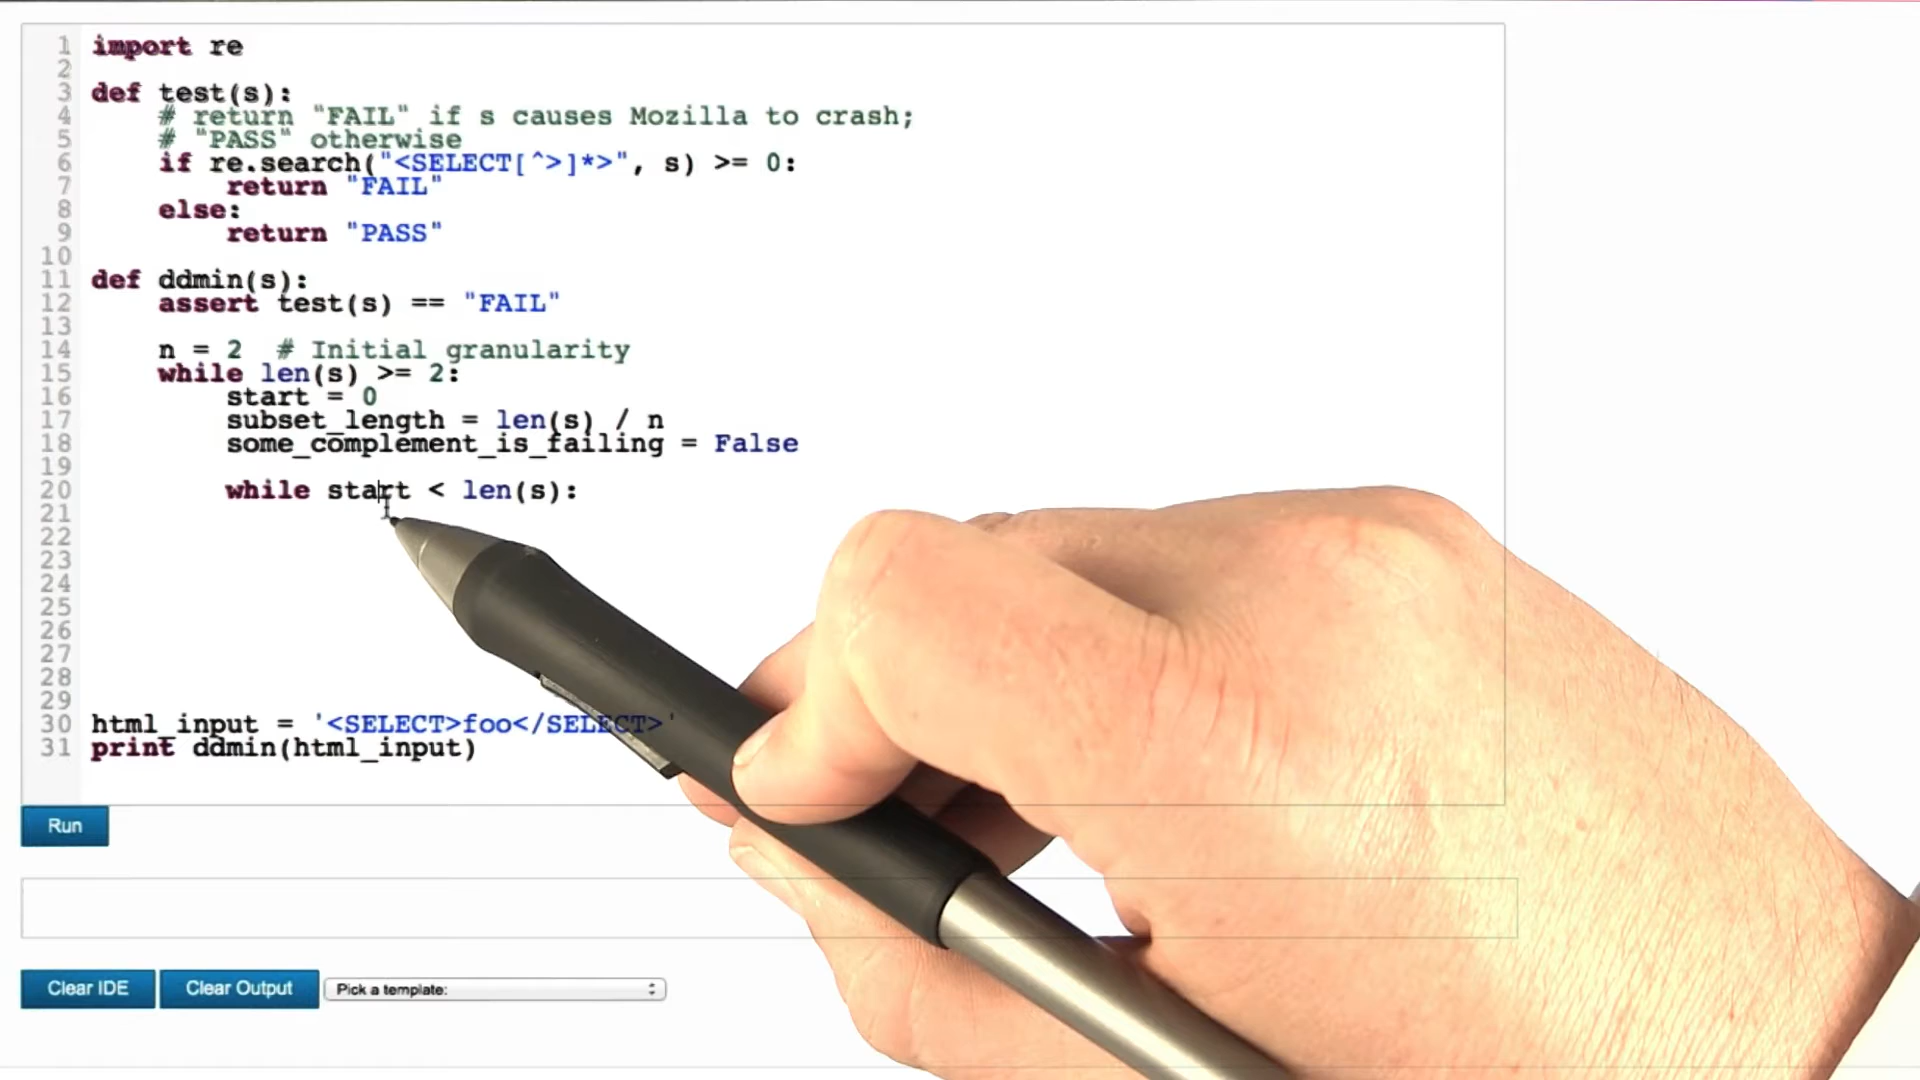 1 import re
2
3 def test(s):
4 # return "FAIL" if s causes Mozilla to crash;
5 # "PASS" otherwise
6 if re.search("<SELECT[^>]*>", s) >= 0:
7 return "FAIL"
8 else:
9 return "PASS"
10
11 def ddmin(s):
12 assert test(s) == "FAIL"
13
14 n = 2 # Initial granularity
15 while len(s) >= 2:
16 start = 0
17 subset_length = len(s) / n
18 some_complement_is_failing = False
19
20 while start < len(s):
21
22
23
24
25
26
27
28
29
30 html_input = '<SELECT>foo</SELECT>'
31 print ddmin(html_input)
Run
Clear IDE Clear Output Pick a template: